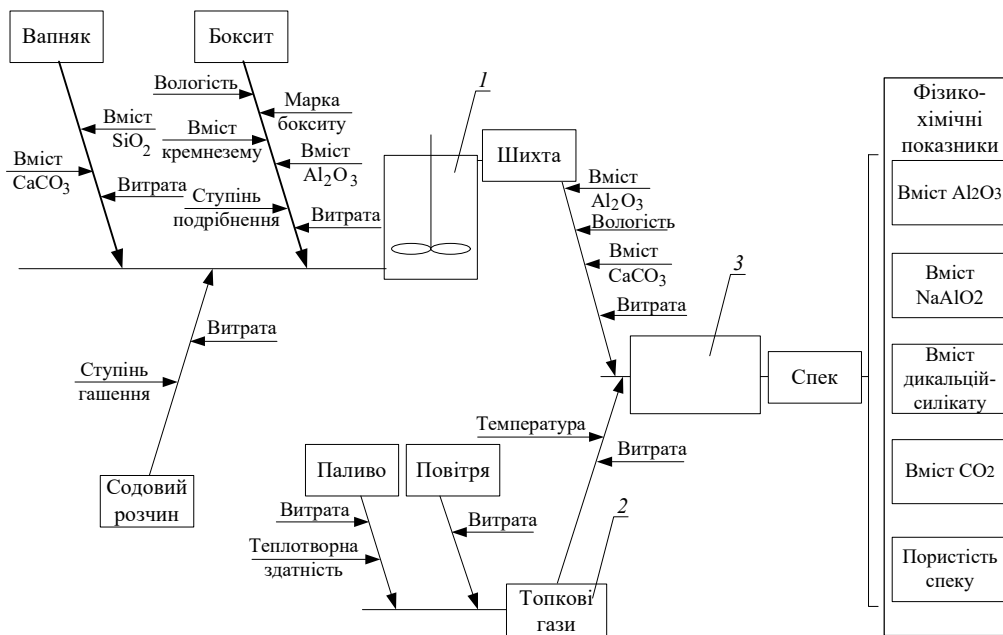 Вапняк
Боксит
Вологість
Марка
бокситу
Вміст
SiO2
Вміст
кремнезему
Вміст
CaCO3
Вміст
Al2O3
Витрата
Ступінь
подрібнення
Витрата
1
Шихта
Вміст
Al2O3
Вологість
Вміст
CaCO3
Витрата
3
Спек
Витрата
Ступінь
гашення
Содовий
розчин
Температура
Витрата
Паливо
Повітря
Витрата
Витрата
Теплотворна
здатність
2
Топкові
гази
Фізико-
хімічні
показники
Вміст Al2O3
Вміст
NaAlO2
Вміст
дикальцій-
силікату
Вміст CO2
Пористість
спеку